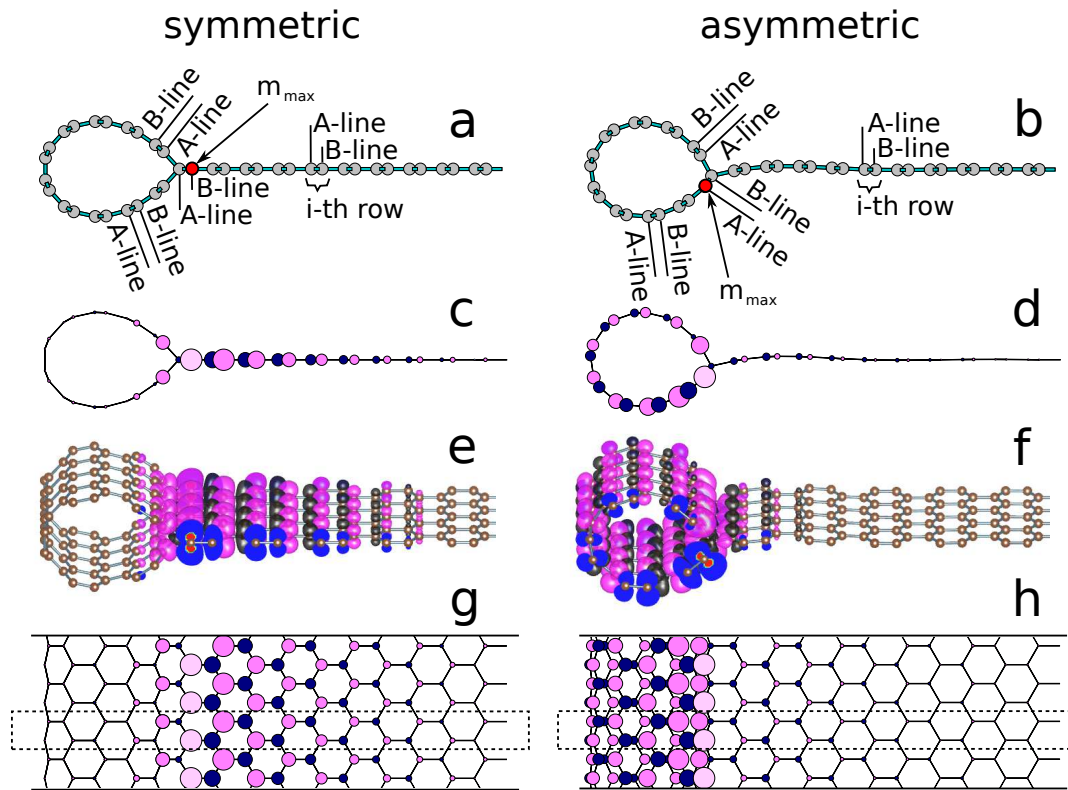 symmetric
asymmetric
a
B-line
A-line
m max
A-line
B-line
B-line
A-line
i-th row
A-line
B-line
b
B-line
A-line
A-line
B-line
B-line
A-line
i-th row
A-line
B-line
m max
c
d
e
f
g
h